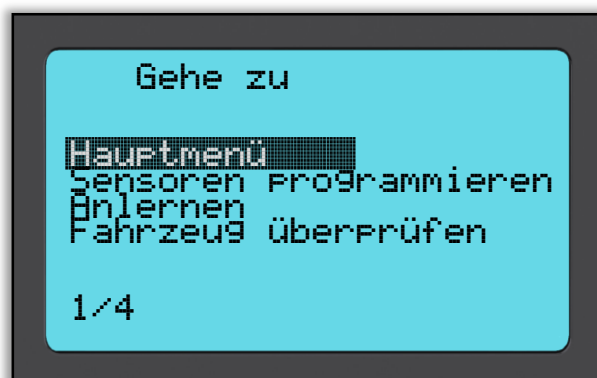 Gehe zu
Hauptmenü
Sensoren programmieren
Anlernen
Fahrzeug überprüfen
1/4